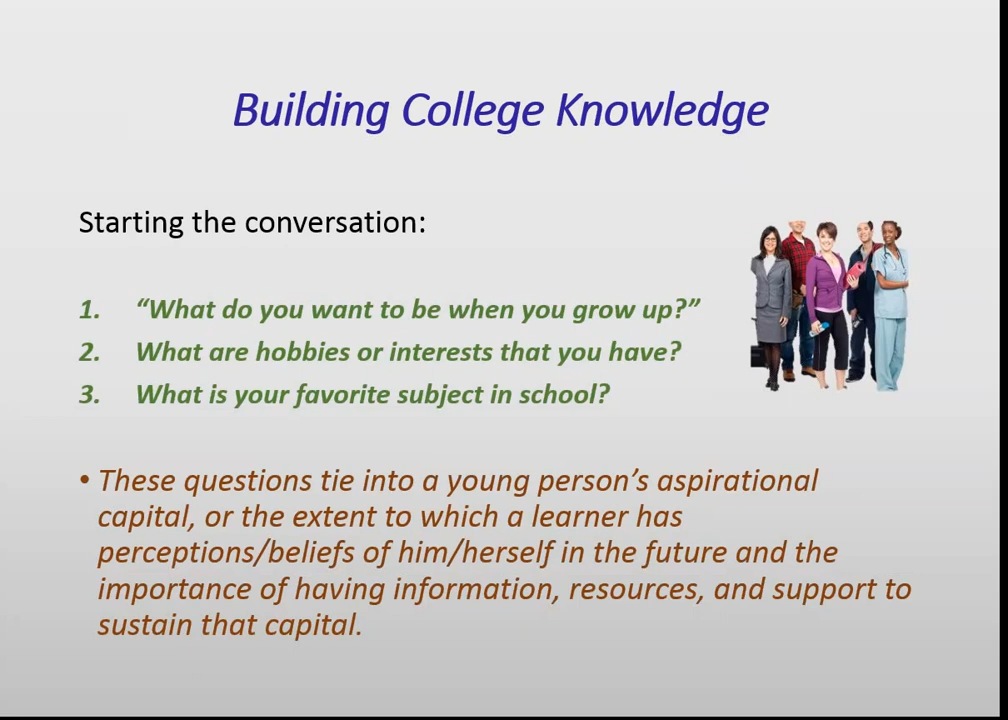 Building College Knowledge
Starting the conversation:
1. “What do you want to be when you grow up?”
2. What are hobbies or interests that you have?
3. What is your favorite subject in school?
• These questions tie into a young person’s aspirational
capital, or the extent to which a learner has
perceptions/beliefs of him/herself in the future and the
importance of having information, resources, and support to
sustain that capital.